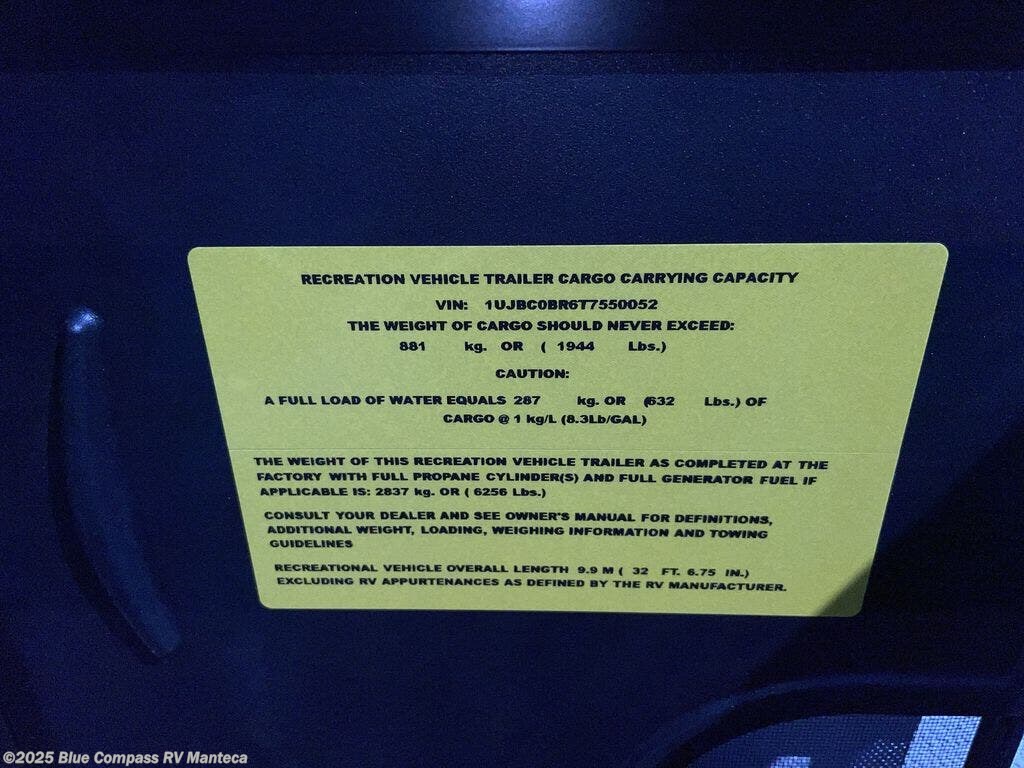 RECREATION VEHICLE TRAILER CARGO CARRYING CAPACITY
VIN: 1UJBC0BR6T7550052
THE WEIGHT OF CARGO SHOULD NEVER EXCEED:
881 kg. OR ( 1944 Lbs.)
CAUTION:
A FULL LOAD OF WATER EQUALS 287 kg. OR (632 Lbs.) OF
CARGO @ 1 kg/L (8.3Lb/GAL)
THE WEIGHT OF THIS RECREATION VEHICLE TRAILER AS COMPLETED AT THE
FACTORY WITH FULL PROPANE CYLINDER(S) AND FULL GENERATOR FUEL IF
APPLICABLE IS: 2837 kg. OR ( 6256 Lbs.)
CONSULT YOUR DEALER AND SEE OWNER'S MANUAL FOR DEFINITIONS,
ADDITIONAL WEIGHT, LOADING, WEIGHING INFORMATION AND TOWING
GUIDELINES
RECREATIONAL VEHICLE OVERALL LENGTH 9.9 M ( 32 FT. 6.75 IN.)
EXCLUDING RV APPURTENANCES AS DEFINED BY THE RV MANUFACTURER.
©2025 Blue Compass RV Manteca